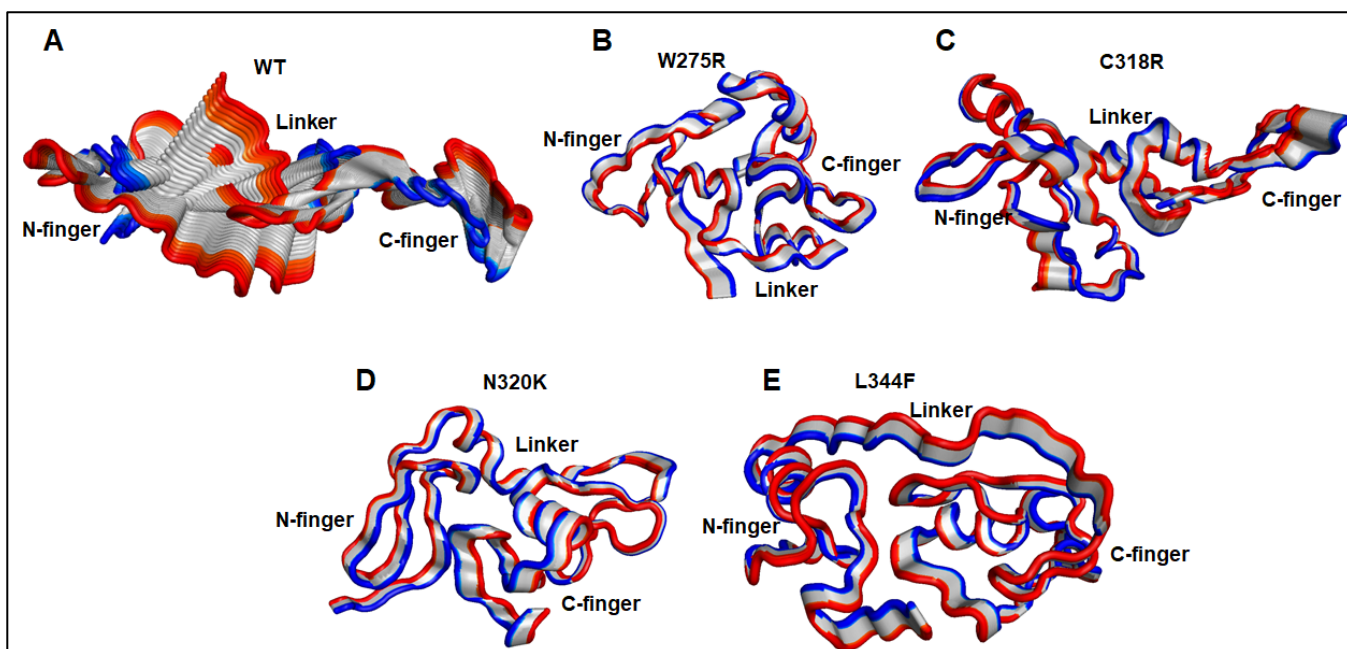 A
WT
Linker
N-finger
C-finger
B
W275R
N-finger
C-finger
Linker
C
C318R
Linker
N-finger
C-finger
D
N320K
Linker
N-finger
C-finger
E
L344F
Linker
N-finger
C-finger